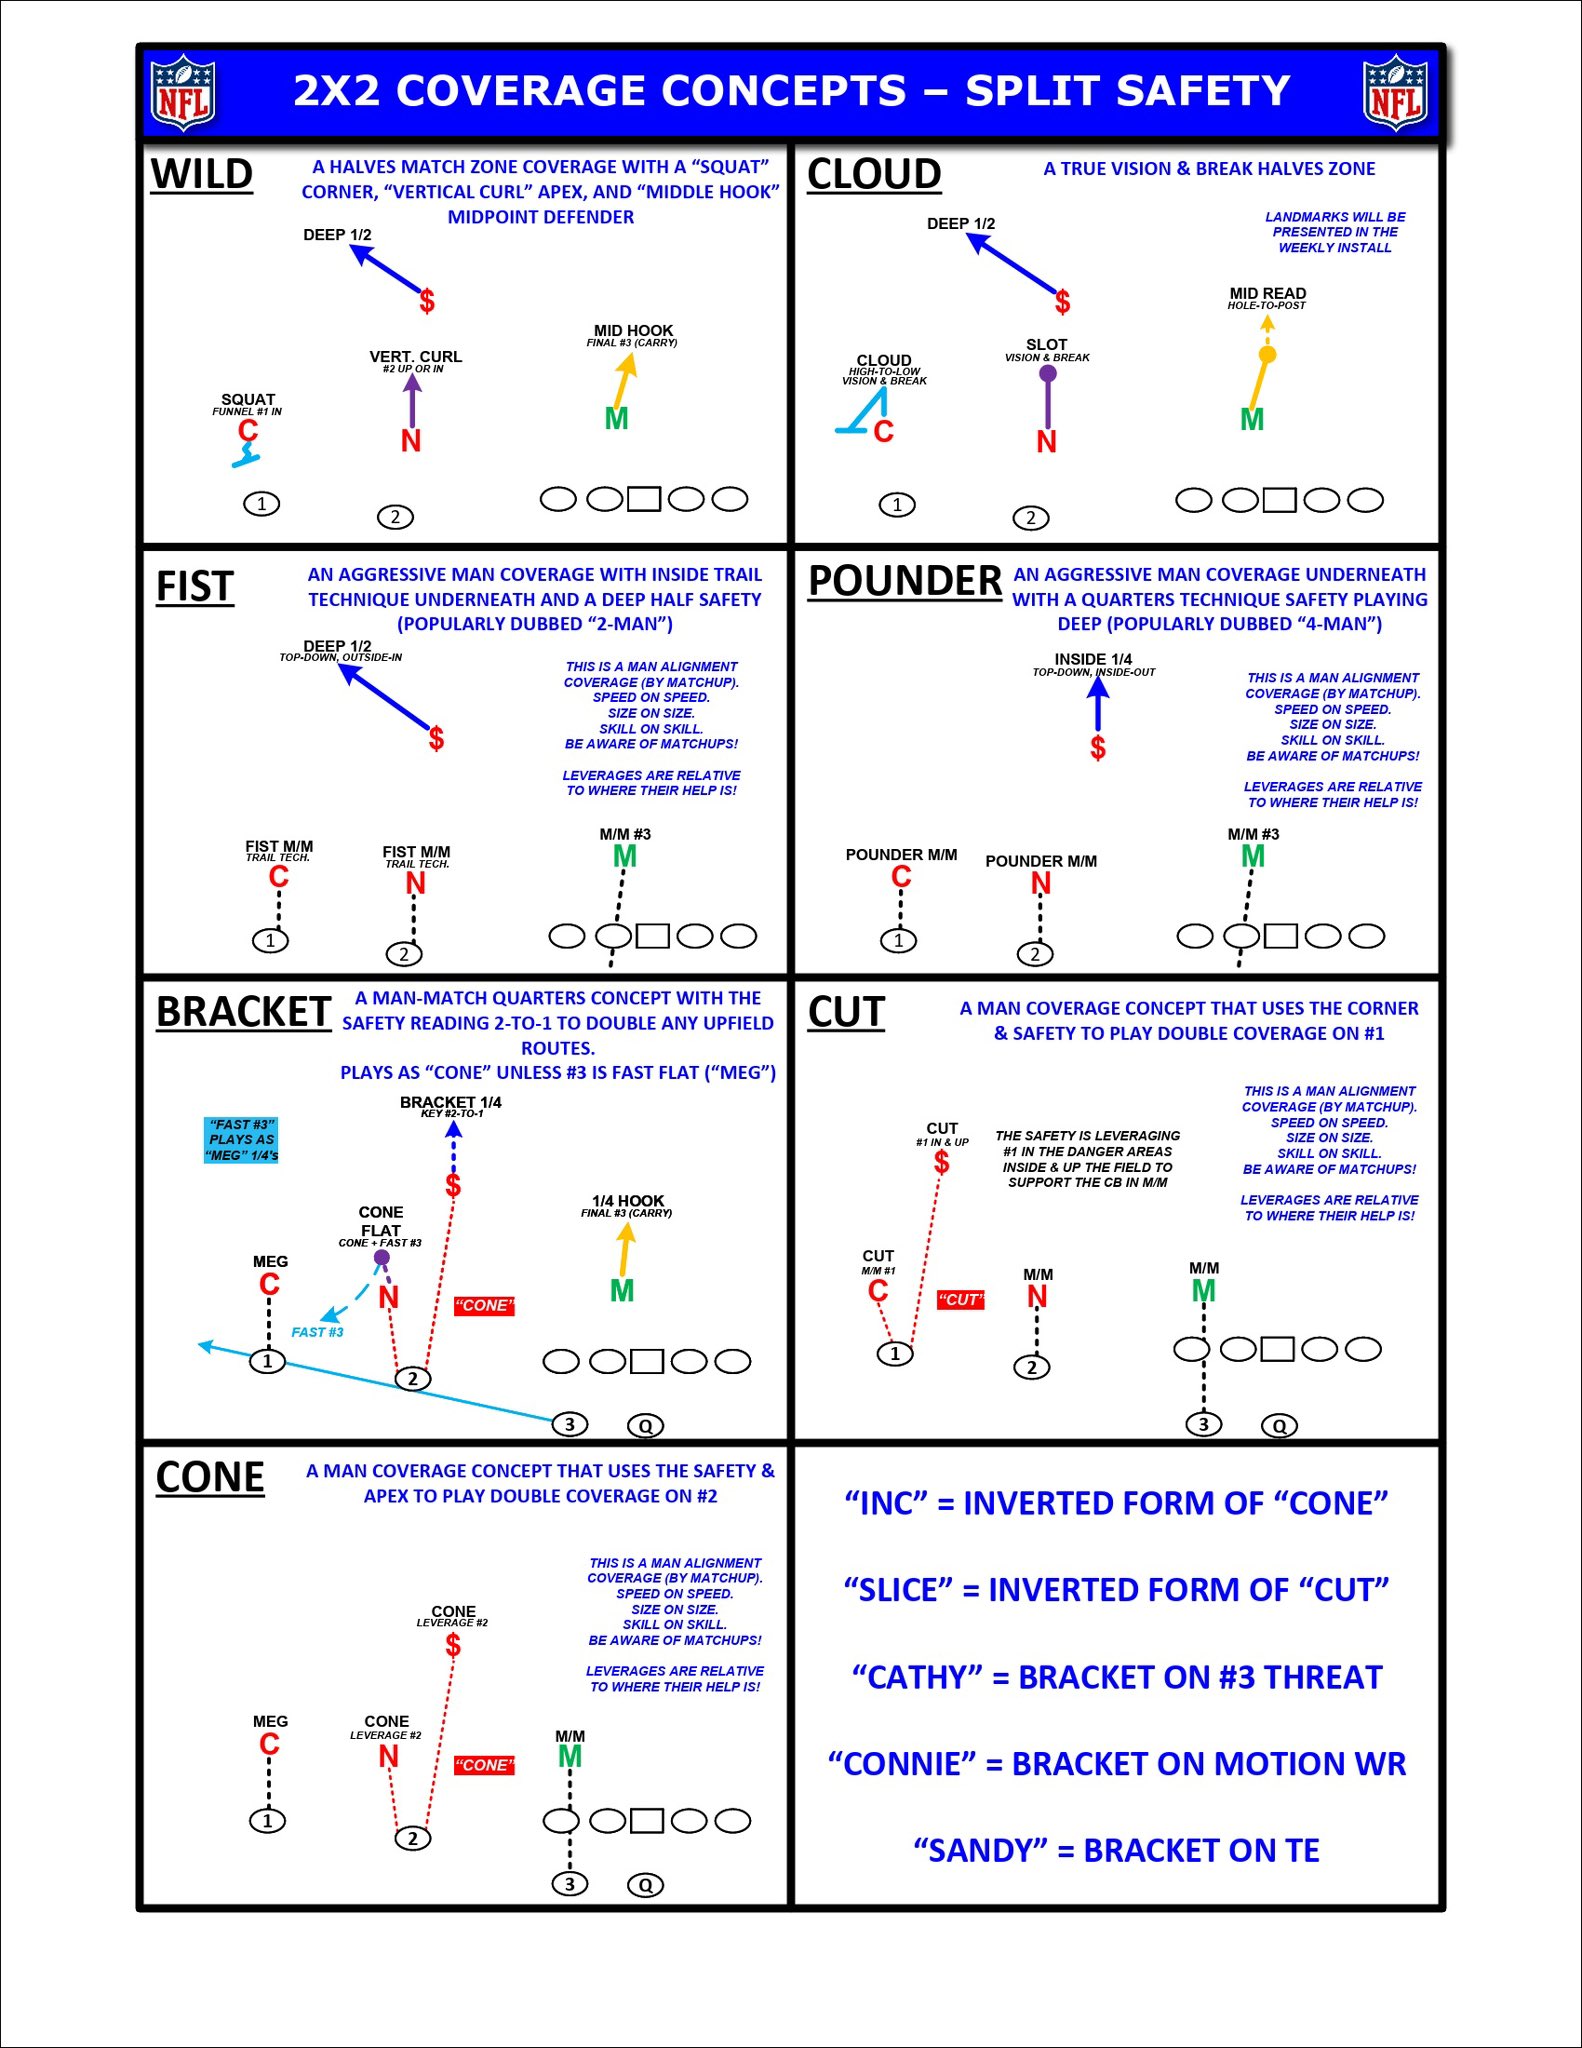 NFL
2X2 COVERAGE CONCEPTS – SPLIT SAFETY
NFL
WILD
A HALVES MATCH ZONE COVERAGE WITH A “SQUAT”
CORNER, “VERTICAL CURL” APEX, AND “MIDDLE HOOK”
MIDPOINT DEFENDER
DEEP 1/2
$
MID HOOK
FINAL #3 (CARRY)
VERT. CURL
#2 UP OR IN
SQUAT
FUNNEL #1 IN
C
N
M
1
2
CLOUD
A TRUE VISION & BREAK HALVES ZONE
LANDMARKS WILL BE
PRESENTED IN THE
WEEKLY INSTALL
DEEP 1/2
$
MID READ
HOLE-TO-POST
SLOT
VISION & BREAK
CLOUD
HIGH-TO-LOW
VISION & BREAK
C
N
M
1
2
FIST
AN AGGRESSIVE MAN COVERAGE WITH INSIDE TRAIL
TECHNIQUE UNDERNEATH AND A DEEP HALF SAFETY
(POPULARLY DUBBED “2-MAN”)
DEEP 1/2
TOP-DOWN, OUTSIDE-IN
$
THIS IS A MAN ALIGNMENT
COVERAGE (BY MATCHUP).
SPEED ON SPEED.
SIZE ON SIZE.
SKILL ON SKILL.
BE AWARE OF MATCHUPS!
LEVERAGES ARE RELATIVE
TO WHERE THEIR HELP IS!
FIST M/M
TRAIL TECH.
C
FIST M/M
TRAIL TECH.
N
M/M #3
M
1
2
POUNDER
AN AGGRESSIVE MAN COVERAGE UNDERNEATH
WITH A QUARTERS TECHNIQUE SAFETY PLAYING
DEEP (POPULARLY DUBBED “4-MAN”)
INSIDE 1/4
TOP-DOWN, INSIDE-OUT
$
THIS IS A MAN ALIGNMENT
COVERAGE (BY MATCHUP).
SPEED ON SPEED.
SIZE ON SIZE.
SKILL ON SKILL.
BE AWARE OF MATCHUPS!
LEVERAGES ARE RELATIVE
TO WHERE THEIR HELP IS!
POUNDER M/M
C
POUNDER M/M
N
M/M #3
M
1
2
BRACKET
A MAN-MATCH QUARTERS CONCEPT WITH THE
SAFETY READING 2-TO-1 TO DOUBLE ANY UPFIELD
ROUTES.
PLAYS AS “CONE” UNLESS #3 IS FAST FLAT (“MEG”)
“FAST #3”
PLAYS AS
“MEG” 1/4's
BRACKET 1/4
KEY #2-TO-1
$
CONE
FLAT
CONE + FAST #3
1/4 HOOK
FINAL #3 (CARRY)
MEG
C
N
M
“CONE”
FAST #3
1
2
3
Q
CUT
A MAN COVERAGE CONCEPT THAT USES THE CORNER
& SAFETY TO PLAY DOUBLE COVERAGE ON #1
THIS IS A MAN ALIGNMENT
COVERAGE (BY MATCHUP).
SPEED ON SPEED.
SIZE ON SIZE.
SKILL ON SKILL.
BE AWARE OF MATCHUPS!
LEVERAGES ARE RELATIVE
TO WHERE THEIR HELP IS!
CUT
#1 IN & UP
$
THE SAFETY IS LEVERAGING
#1 IN THE DANGER AREAS
INSIDE & UP THE FIELD TO
SUPPORT THE CB IN M/M
CUT
M/M #1
C
“CUT”
M/M
N
M/M
M
1
2
3
Q
CONE
A MAN COVERAGE CONCEPT THAT USES THE SAFETY &
APEX TO PLAY DOUBLE COVERAGE ON #2
THIS IS A MAN ALIGNMENT
COVERAGE (BY MATCHUP).
SPEED ON SPEED.
SIZE ON SIZE.
SKILL ON SKILL.
BE AWARE OF MATCHUPS!
LEVERAGES ARE RELATIVE
TO WHERE THEIR HELP IS!
CONE
LEVERAGE #2
$
MEG
C
CONE
LEVERAGE #2
N
“CONE”
M/M
M
1
2
3
Q
“INC” = INVERTED FORM OF “CONE”
“SLICE” = INVERTED FORM OF “CUT”
“CATHY” = BRACKET ON #3 THREAT
“CONNIE” = BRACKET ON MOTION WR
“SANDY” = BRACKET ON TE